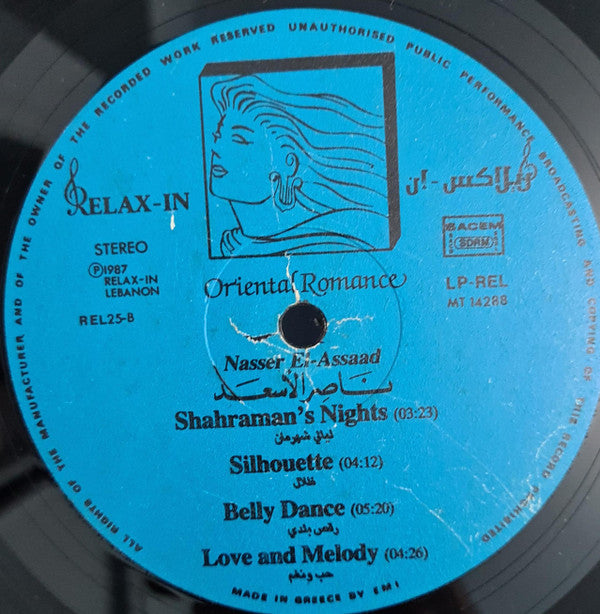 ALL RIGHTS OF THE MANUFACTURER AND OF THE OWNER OF THE RECORDED WORK RESERVED UNAUTHORISED PUBLIC PERFORMANCE BROADCASTING AND COPYING OF THIS RECORD PROHIBITED
RELAX-IN
ريلاكس-إن
STEREO
Ⓟ1987
RELAX-IN
LEBANON
REL25-B
SACEM
SDRM
LP-REL
MT 14288
Oriental Romance
Nasser El-Assaad
ناصر الأسعد
Shahraman's Nights (03:23)
ليالي شهرمان
Silhouette (04:12)
ظلال
Belly Dance (05:20)
رقص بلدي
Love and Melody (04:26)
حب ونغم
MADE IN GREECE BY EMI